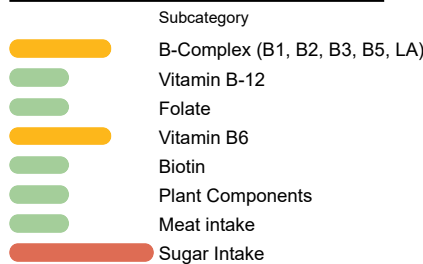 Subcategory
B-Complex (B1, B2, B3, B5, LA)
Vitamin B-12
Folate
Vitamin B6
Biotin
Plant Components
Meat intake
Sugar Intake